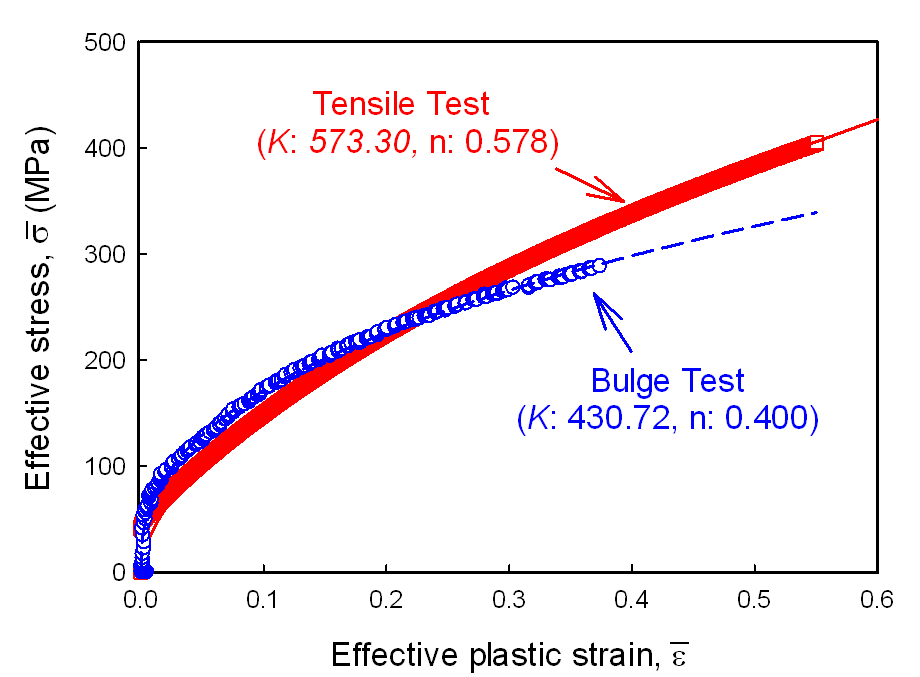 500
400
300
200
100
0
0.0 0.1 0.2 0.3 0.4 0.5 0.6
Effective stress, σ̅ (MPa)
Tensile Test
(K: 573.30, n: 0.578)
Bulge Test
(K: 430.72, n: 0.400)
Effective plastic strain, ε̅